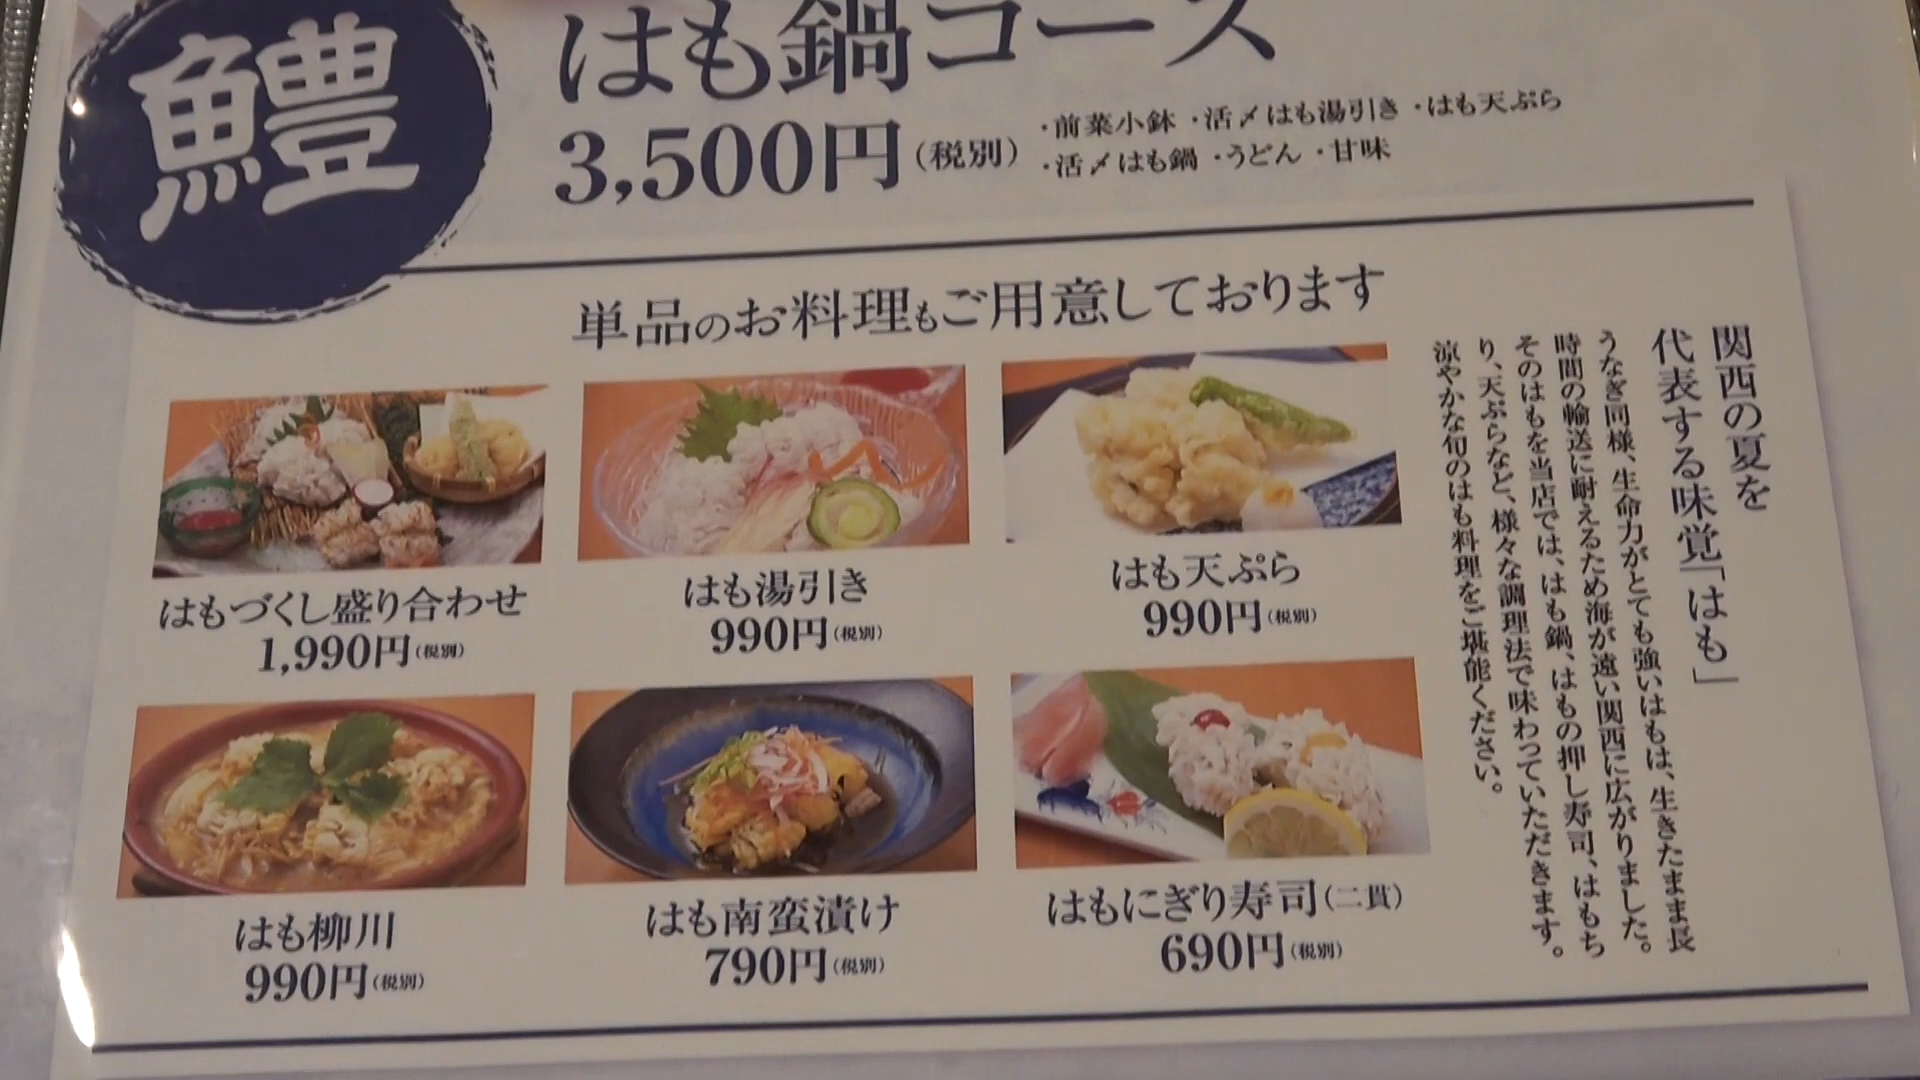 鱧
はも鍋コース
3,500円(税別)
・前菜小鉢 ・活〆はも湯引き ・はも天ぷら
・活〆はも鍋 ・うどん ・甘味
単品のお料理もご用意しております
はもづくし盛り合わせ
1,990円(税別)
はも湯引き
990円(税別)
はも天ぷら
990円(税別)
はも柳川
990円(税別)
はも南蛮漬け
790円(税別)
はもにぎり寿司(二貫)
690円(税別)
関西の夏を
代表する味覚「はも」
うなぎ同様、生命力がとても強いはもは、生きたまま長
時間の輸送に耐えるため海が遠い関西に広がりました。
そのはもを当店では、はも鍋、はもの押し寿司、はもち
り、天ぷらなど、様々な調理法で味わっていただきます。
涼やかな旬のはも料理をご堪能ください。